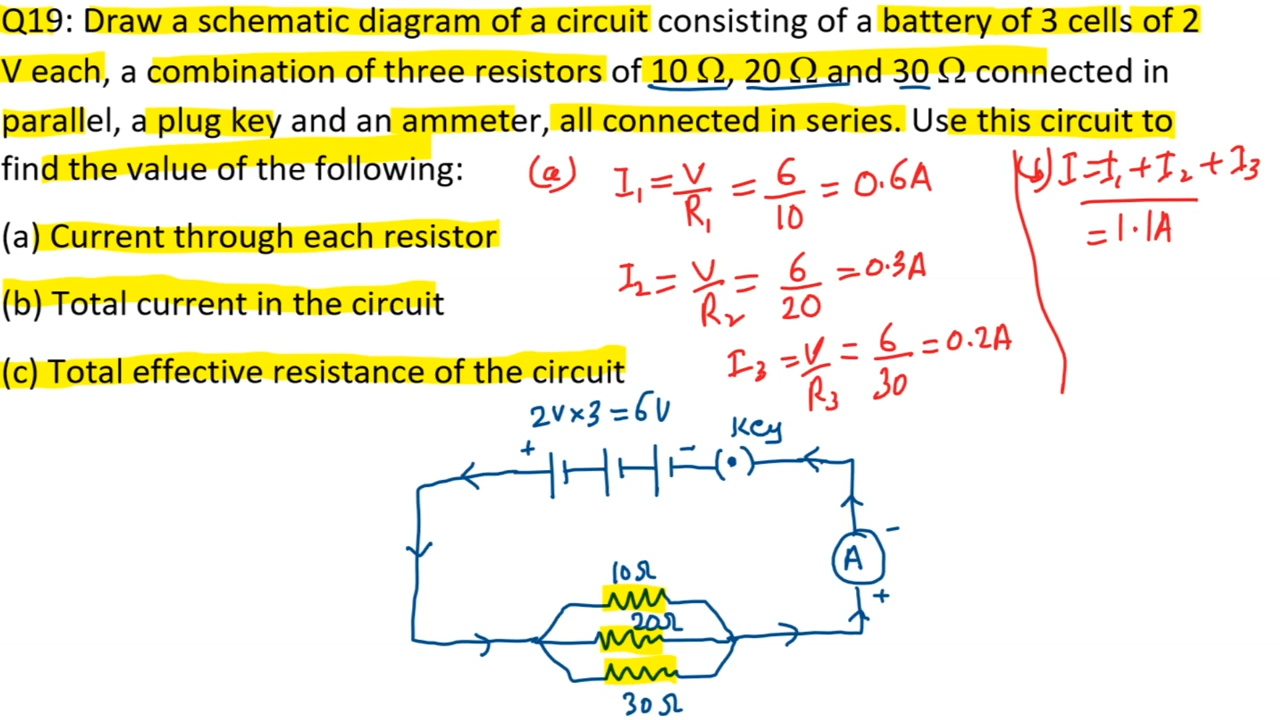 Q19: Draw a schematic diagram of a circuit consisting of a battery of 3 cells of 2
V each, a combination of three resistors of 10 Ω, 20 Ω and 30 Ω connected in
parallel, a plug key and an ammeter, all connected in series. Use this circuit to
find the value of the following:
(a) Current through each resistor
(b) Total current in the circuit
(c) Total effective resistance of the circuit
(a) I₁ = V/R₁ = 6/10 = 0.6A
I₂ = V/R₂ = 6/20 = 0.3A
I₃ = V/R₃ = 6/30 = 0.2A
(b) I = I₁ + I₂ + I₃
= 1.1A
2V×3=6V
+ - Key
A -
+
10Ω
20Ω
30Ω